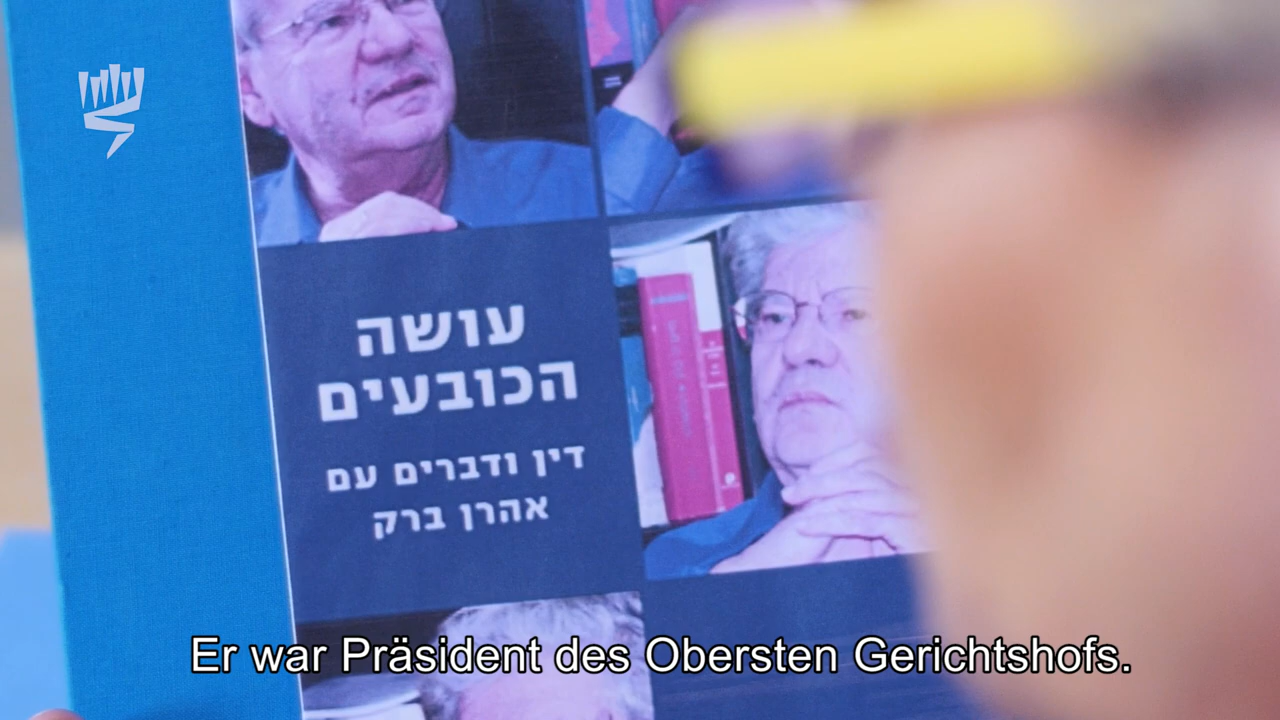 עושה
הכובעים
דין ודברים עם
אהרן ברק
Er war Präsident des Obersten Gerichtshofs.